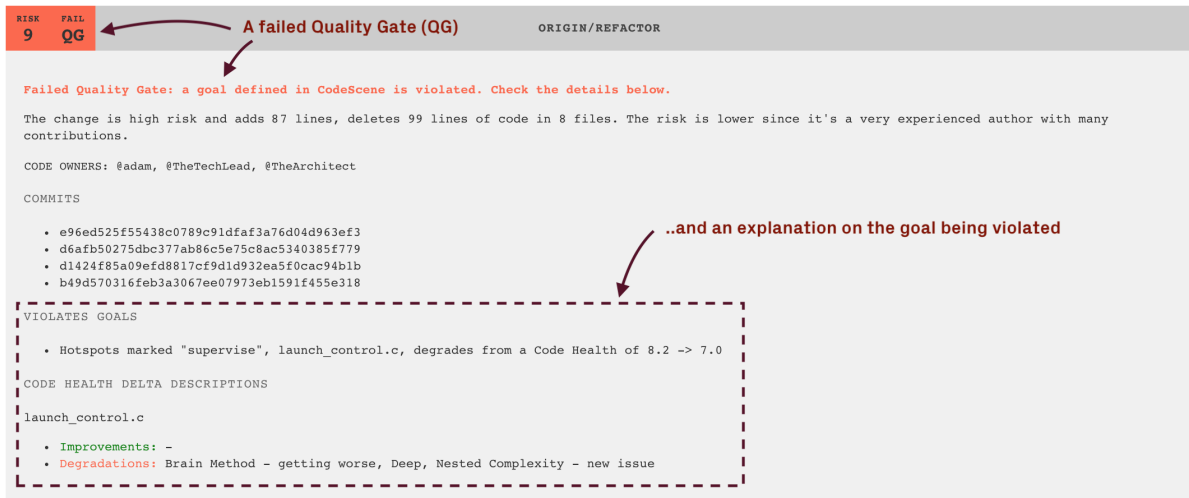 RISK FAIL
9 QG
A failed Quality Gate (QG)
ORIGIN/REFACTOR
Failed Quality Gate: a goal defined in CodeScene is violated. Check the details below.
The change is high risk and adds 87 lines, deletes 99 lines of code in 8 files. The risk is lower since it's a very experienced author with many
contributions.
CODE OWNERS: @adam, @TheTechLead, @TheArchitect
COMMITS
• e96ed525f55438c0789c91dfaf3a76d04d963ef3
• d6afb50275dbc377ab86c5e75c8ac5340385f779
• d1424f85a09efd8817cf9d1d932ea5f0cac94b1b
• b49d570316feb3a3067ee07973eb1591f455e318
..and an explanation on the goal being violated
VIOLATES GOALS
• Hotspots marked "supervise", launch_control.c, degrades from a Code Health of 8.2 -> 7.0
CODE HEALTH DELTA DESCRIPTIONS
launch_control.c
• Improvements: -
• Degradations: Brain Method - getting worse, Deep, Nested Complexity - new issue